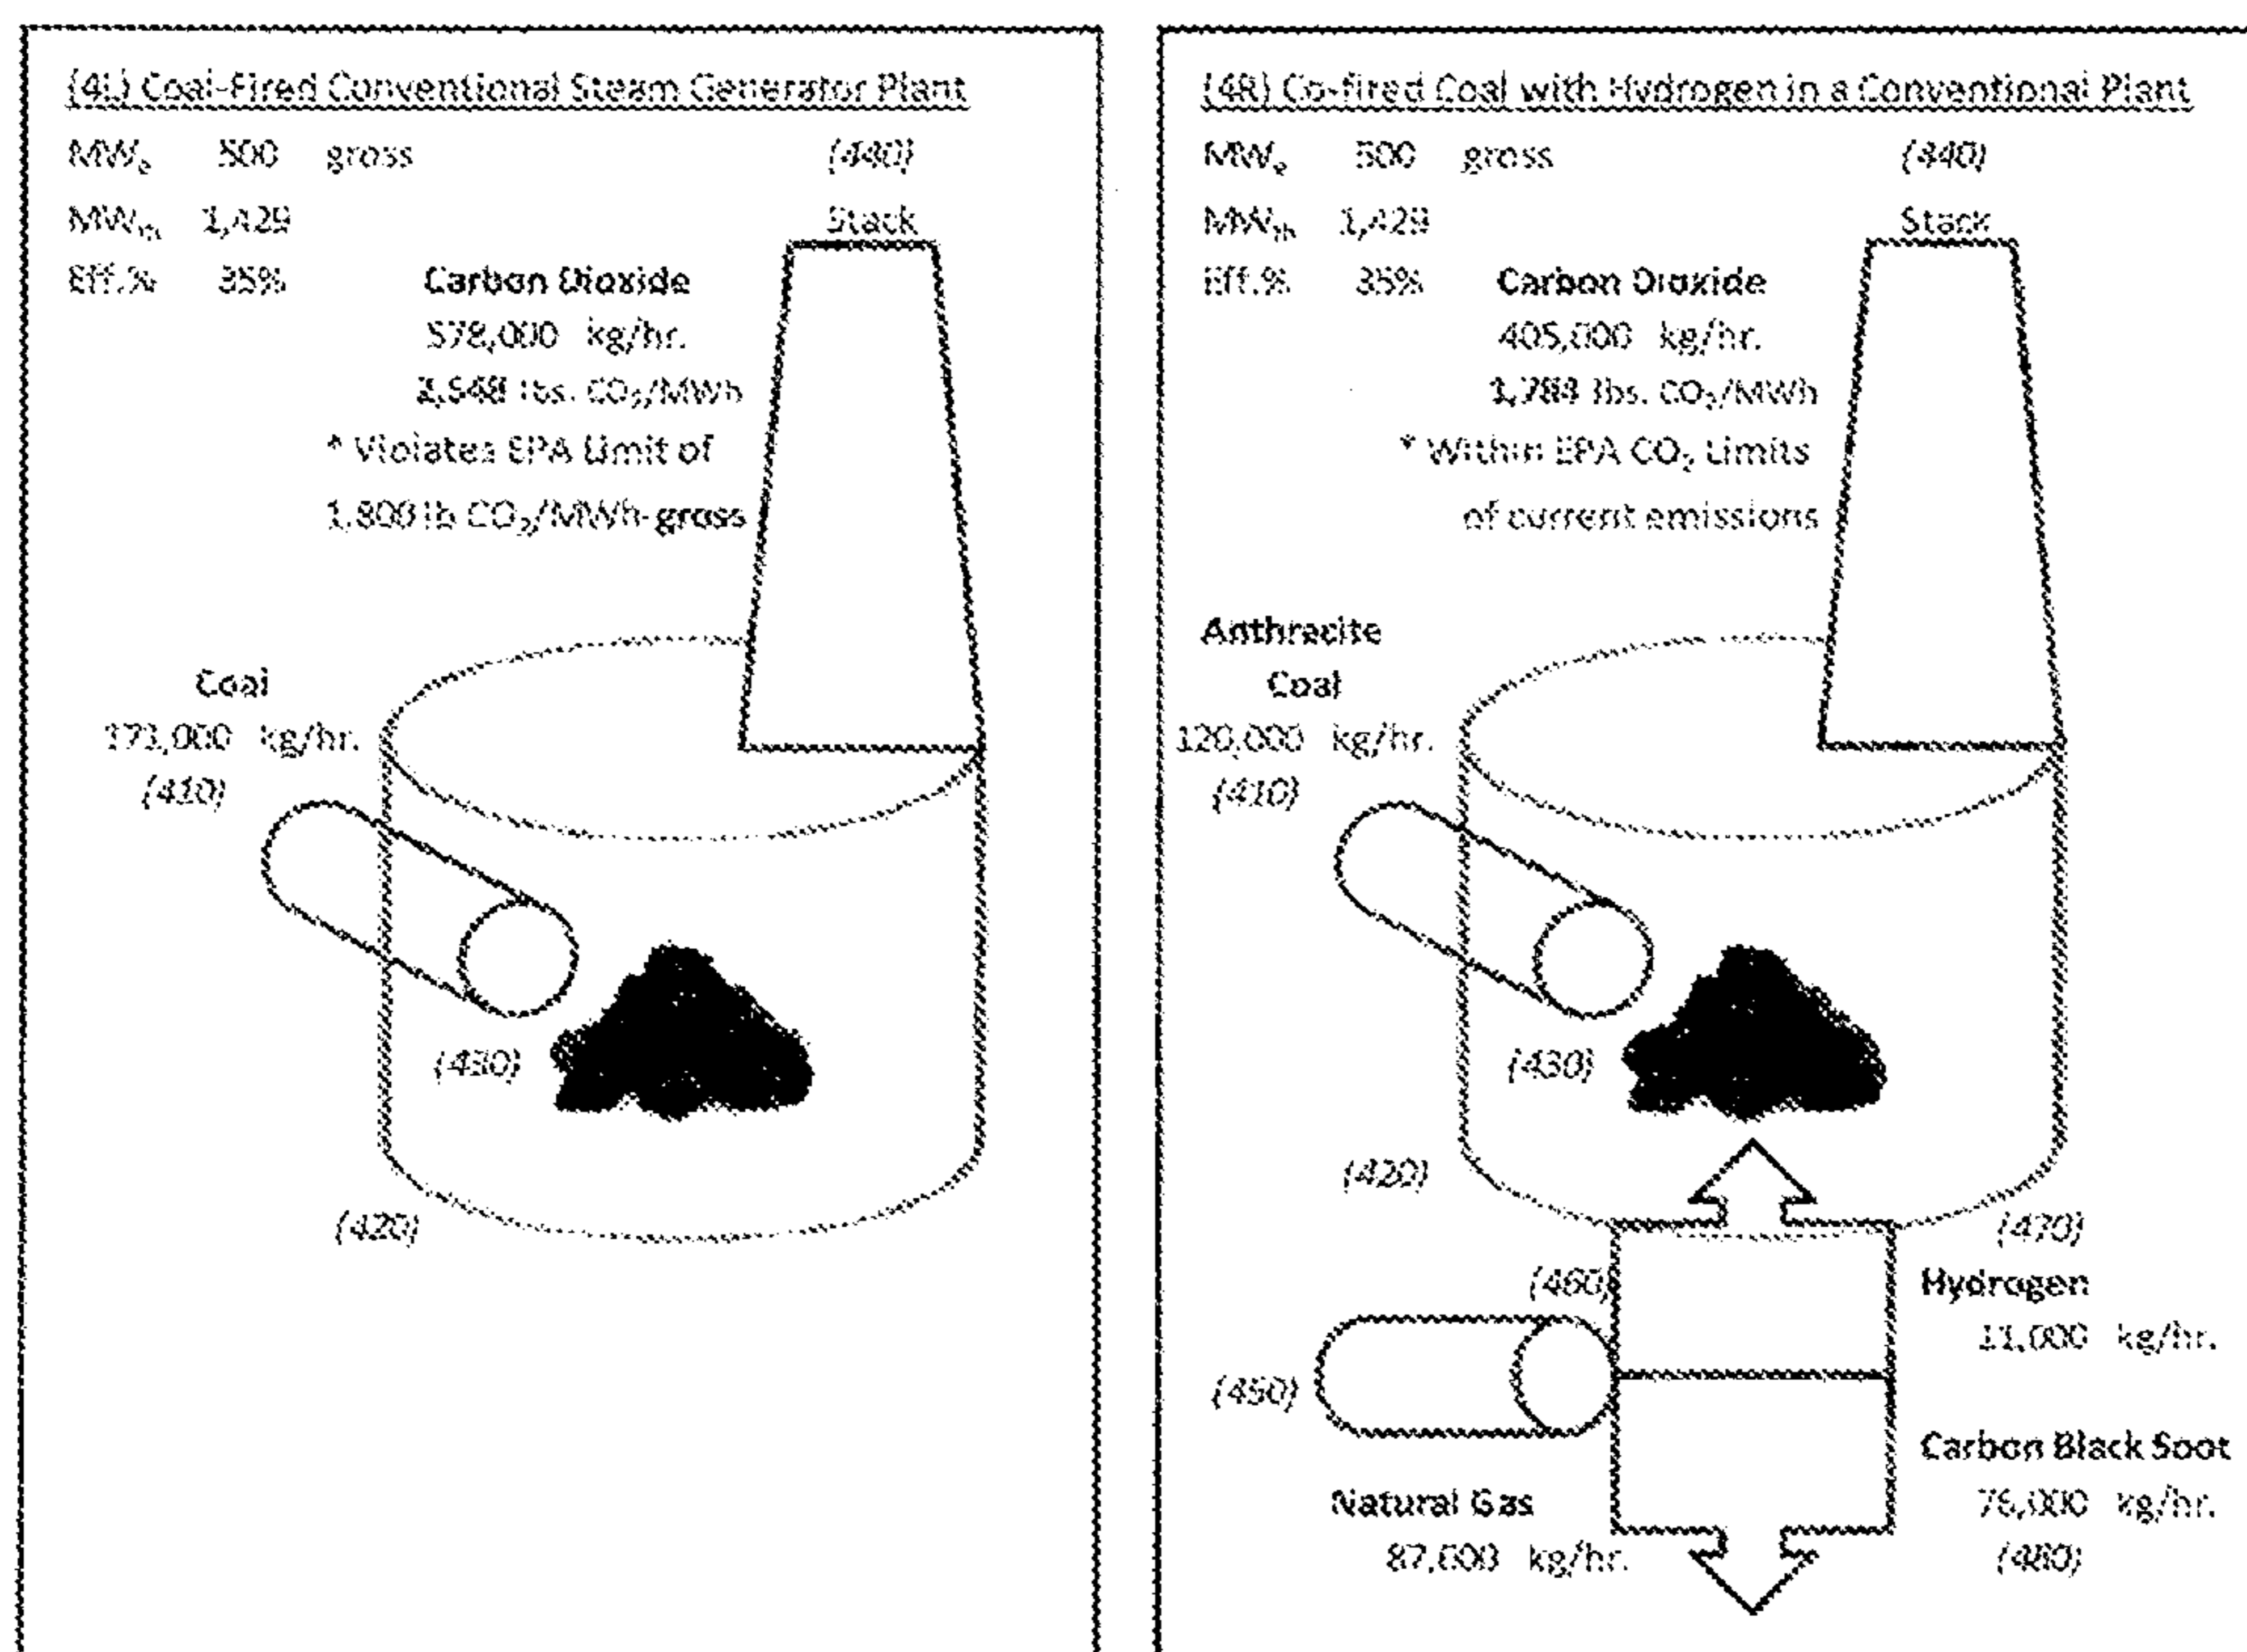 (4L) Coal-Fired Conventional Steam Generator Plant
MWe 500 gross (440)
MWth 1,429 Stack
Eff.% 35% Carbon Dioxide
578,000 kg/hr.
2,548 lbs. CO2/MWh
* Violates EPA Limit of
1,800 lb CO2/MWh-gross
Coal
kg/hr.
(410)
(430)
(420)
(4R) Co-fired Coal with Hydrogen in a Conventional Plant
MWe 500 gross (440)
MWth 1,429 Stack
Eff.% 35% Carbon Dioxide
405,000 kg/hr.
lbs. CO2/MWh
* Within EPA CO2 Limits
of current emissions
Anthracite
Coal
120,000 kg/hr.
(410)
(430)
(420)
(470)
(460) Hydrogen
11,000 kg/hr.
(450)
Carbon Black Soot
Natural Gas 76,000 kg/hr.
87,000 kg/hr. (480)